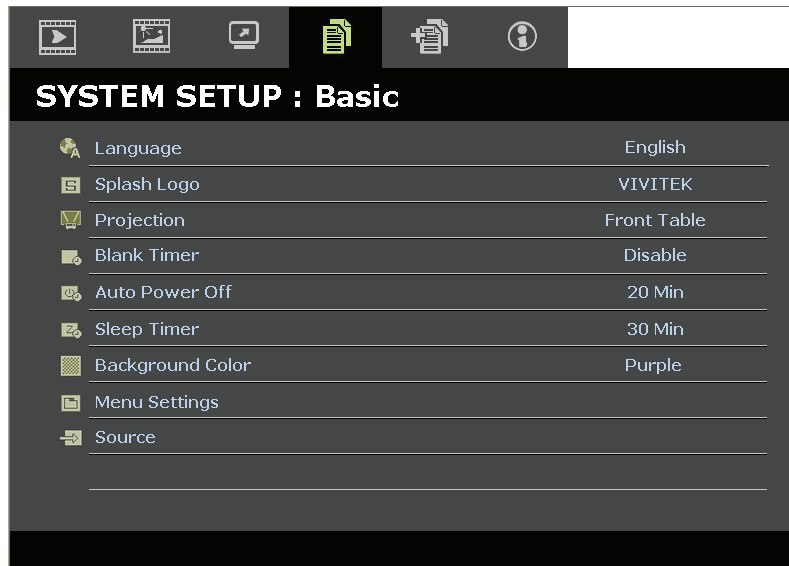 SYSTEM SETUP : Basic
Language English
Splash Logo VIVITEK
Projection Front Table
Blank Timer Disable
Auto Power Off 20 Min
Sleep Timer 30 Min
Background Color Purple
Menu Settings
Source